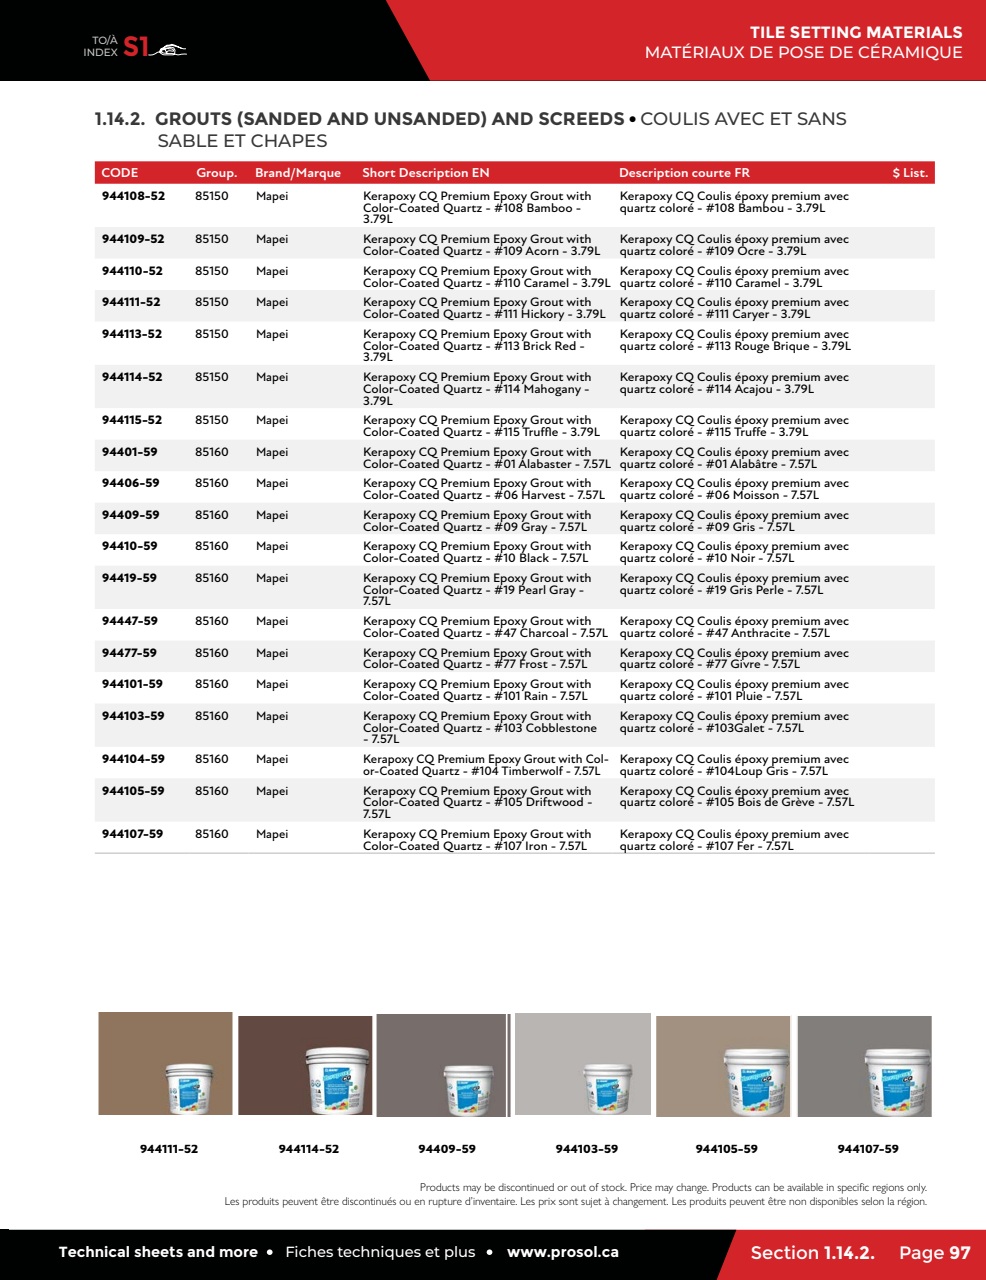 TO/À
INDEX S1
TILE SETTING MATERIALS
MATÉRIAUX DE POSE DE CÉRAMIQUE
1.14.2. GROUTS (SANDED AND UNSANDED) AND SCREEDS • COULIS AVEC ET SANS
SABLE ET CHAPES
CODE Group. Brand/Marque Short Description EN Description courte FR $ List.
944108-52 85150 Mapei Kerapoxy CQ Premium Epoxy Grout with Kerapoxy CQ Coulis époxy premium avec
Color-Coated Quartz - #108 Bamboo - quartz coloré - #108 Bambou - 3.79L
3.79L
944109-52 85150 Mapei Kerapoxy CQ Premium Epoxy Grout with Kerapoxy CQ Coulis époxy premium avec
Color-Coated Quartz - #109 Acorn - 3.79L quartz coloré - #109 Ocre - 3.79L
944110-52 85150 Mapei Kerapoxy CQ Premium Epoxy Grout with Kerapoxy CQ Coulis époxy premium avec
Color-Coated Quartz - #110 Caramel - 3.79L quartz coloré - #110 Caramel - 3.79L
944111-52 85150 Mapei Kerapoxy CQ Premium Epoxy Grout with Kerapoxy CQ Coulis époxy premium avec
Color-Coated Quartz - #111 Hickory - 3.79L quartz coloré - #111 Caryer - 3.79L
944113-52 85150 Mapei Kerapoxy CQ Premium Epoxy Grout with Kerapoxy CQ Coulis époxy premium avec
Color-Coated Quartz - #113 Brick Red - quartz coloré - #113 Rouge Brique - 3.79L
3.79L
944114-52 85150 Mapei Kerapoxy CQ Premium Epoxy Grout with Kerapoxy CQ Coulis époxy premium avec
Color-Coated Quartz - #114 Mahogany - quartz coloré - #114 Acajou - 3.79L
3.79L
944115-52 85150 Mapei Kerapoxy CQ Premium Epoxy Grout with Kerapoxy CQ Coulis époxy premium avec
Color-Coated Quartz - #115 Truffle - 3.79L quartz coloré - #115 Truffe - 3.79L
94401-59 85160 Mapei Kerapoxy CQ Premium Epoxy Grout with Kerapoxy CQ Coulis époxy premium avec
Color-Coated Quartz - #01 Alabaster - 7.57L quartz coloré - #01 Alabâtre - 7.57L
94406-59 85160 Mapei Kerapoxy CQ Premium Epoxy Grout with Kerapoxy CQ Coulis époxy premium avec
Color-Coated Quartz - #06 Harvest - 7.57L quartz coloré - #06 Moisson - 7.57L
94409-59 85160 Mapei Kerapoxy CQ Premium Epoxy Grout with Kerapoxy CQ Coulis époxy premium avec
Color-Coated Quartz - #09 Gray - 7.57L quartz coloré - #09 Gris - 7.57L
94410-59 85160 Mapei Kerapoxy CQ Premium Epoxy Grout with Kerapoxy CQ Coulis époxy premium avec
Color-Coated Quartz - #10 Black - 7.57L quartz coloré - #10 Noir - 7.57L
94419-59 85160 Mapei Kerapoxy CQ Premium Epoxy Grout with Kerapoxy CQ Coulis époxy premium avec
Color-Coated Quartz - #19 Pearl Gray - quartz coloré - #19 Gris Perle - 7.57L
7.57L
94447-59 85160 Mapei Kerapoxy CQ Premium Epoxy Grout with Kerapoxy CQ Coulis époxy premium avec
Color-Coated Quartz - #47 Charcoal - 7.57L quartz coloré - #47 Anthracite - 7.57L
94477-59 85160 Mapei Kerapoxy CQ Premium Epoxy Grout with Kerapoxy CQ Coulis époxy premium avec
Color-Coated Quartz - #77 Frost - 7.57L quartz coloré - #77 Givre - 7.57L
944101-59 85160 Mapei Kerapoxy CQ Premium Epoxy Grout with Kerapoxy CQ Coulis époxy premium avec
Color-Coated Quartz - #101 Rain - 7.57L quartz coloré - #101 Pluie - 7.57L
944103-59 85160 Mapei Kerapoxy CQ Premium Epoxy Grout with Kerapoxy CQ Coulis époxy premium avec
Color-Coated Quartz - #103 Cobblestone quartz coloré - #103Galet - 7.57L
- 7.57L
944104-59 85160 Mapei Kerapoxy CQ Premium Epoxy Grout with Col- Kerapoxy CQ Coulis époxy premium avec
or-Coated Quartz - #104 Timberwolf - 7.57L quartz coloré - #104Loup Gris - 7.57L
944105-59 85160 Mapei Kerapoxy CQ Premium Epoxy Grout with Kerapoxy CQ Coulis époxy premium avec
Color-Coated Quartz - #105 Driftwood - quartz coloré - #105 Bois de Grève - 7.57L
7.57L
944107-59 85160 Mapei Kerapoxy CQ Premium Epoxy Grout with Kerapoxy CQ Coulis époxy premium avec
Color-Coated Quartz - #107 Iron - 7.57L quartz coloré - #107 Fer - 7.57L
944111-52 944114-52 94409-59 944103-59 944105-59 944107-59
Products may be discontinued or out of stock. Price may change. Products can be available in specific regions only.
Les produits peuvent être discontinués ou en rupture d'inventaire. Les prix sont sujet à changement. Les produits peuvent être non disponibles selon la région.
Technical sheets and more • Fiches techniques et plus • www.prosol.ca
Section 1.14.2. Page 97